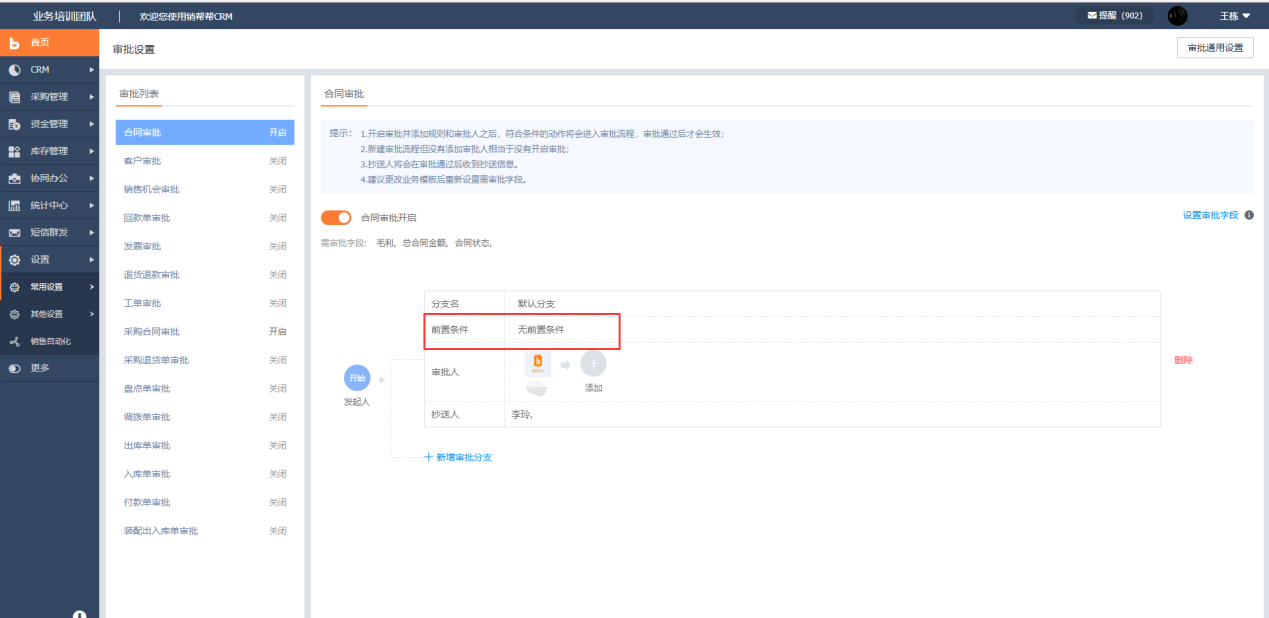 业务培训团队 欢迎您使用销帮帮CRM 提醒 (902) 王栋
首页
CRM
采购管理
资金管理
库存管理
协同办公
统计中心
短信群发
设置
常用设置
其他设置
销售自动化
更多
审批设置 审批通用设置
审批列表
合同审批 开启
客户审批 关闭
销售机会审批 关闭
回款单审批 关闭
发票审批 关闭
退货退款审批 关闭
工单审批 关闭
采购合同审批 开启
采购退货单审批 关闭
盘点单审批 关闭
调拨单审批 关闭
出库单审批 关闭
入库单审批 关闭
付款单审批 关闭
装配出入库单审批 关闭
合同审批
提示: 1.开启审批并添加规则和审批人之后,符合条件的动作将会进入审批流程,审批通过后才会生效;
2.新建审批流程但没有添加审批人相当于没有开启审批;
3.抄送人将会在审批通过后收到抄送信息。
4.建议更改业务模板后重新设置需审批字段。
合同审批开启 设置审批字段
需审批字段: 毛利, 总合同金额, 合同状态,
开始
发起人
分支名 默认分支
前置条件 无前置条件
审批人 添加
抄送人 李玲,
删除
+ 新增审批分支